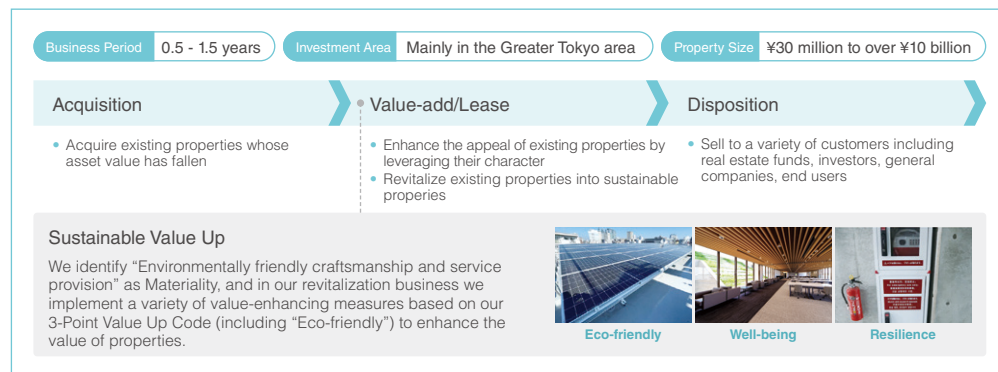 Business Period 0.5 - 1.5 years
Investment Area Mainly in the Greater Tokyo area
Property Size ¥30 million to over ¥10 billion
Acquisition
• Acquire existing properties whose
asset value has fallen
Value-add/Lease
• Enhance the appeal of existing properties by
leveraging their character
• Revitalize existing properties into sustainable
properies
Disposition
• Sell to a variety of customers including
real estate funds, investors, general
companies, end users
Sustainable Value Up
We identify “Environmentally friendly craftsmanship and service
provision” as Materiality, and in our revitalization business we
implement a variety of value-enhancing measures based on our
3-Point Value Up Code (including “Eco-friendly”) to enhance the
value of properties.
Eco-friendly
Well-being
Resilience